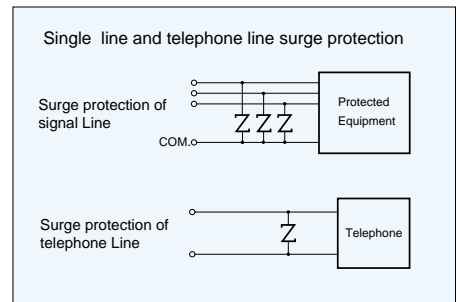 Single line and telephone line surge protection
Surge protection of
signal Line
Protected
Equipment
COM.
Surge protection of
telephone Line
Telephone